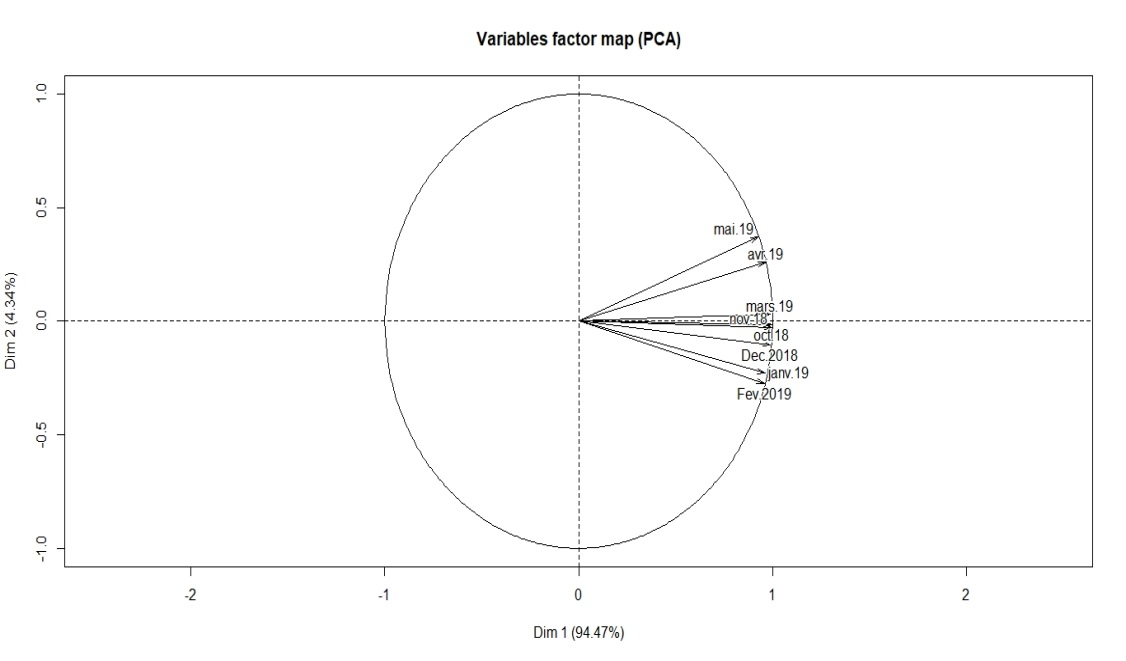 Variables factor map (PCA)
1.0
0.5
0.0
-0.5
-1.0
Dim 2 (4.34%)
mai.19
avr.19
mars.19
nov-18
oct.18
Dec.2018
janv.19
Fev.2019
-2
-1
0
1
2
Dim 1 (94.47%)